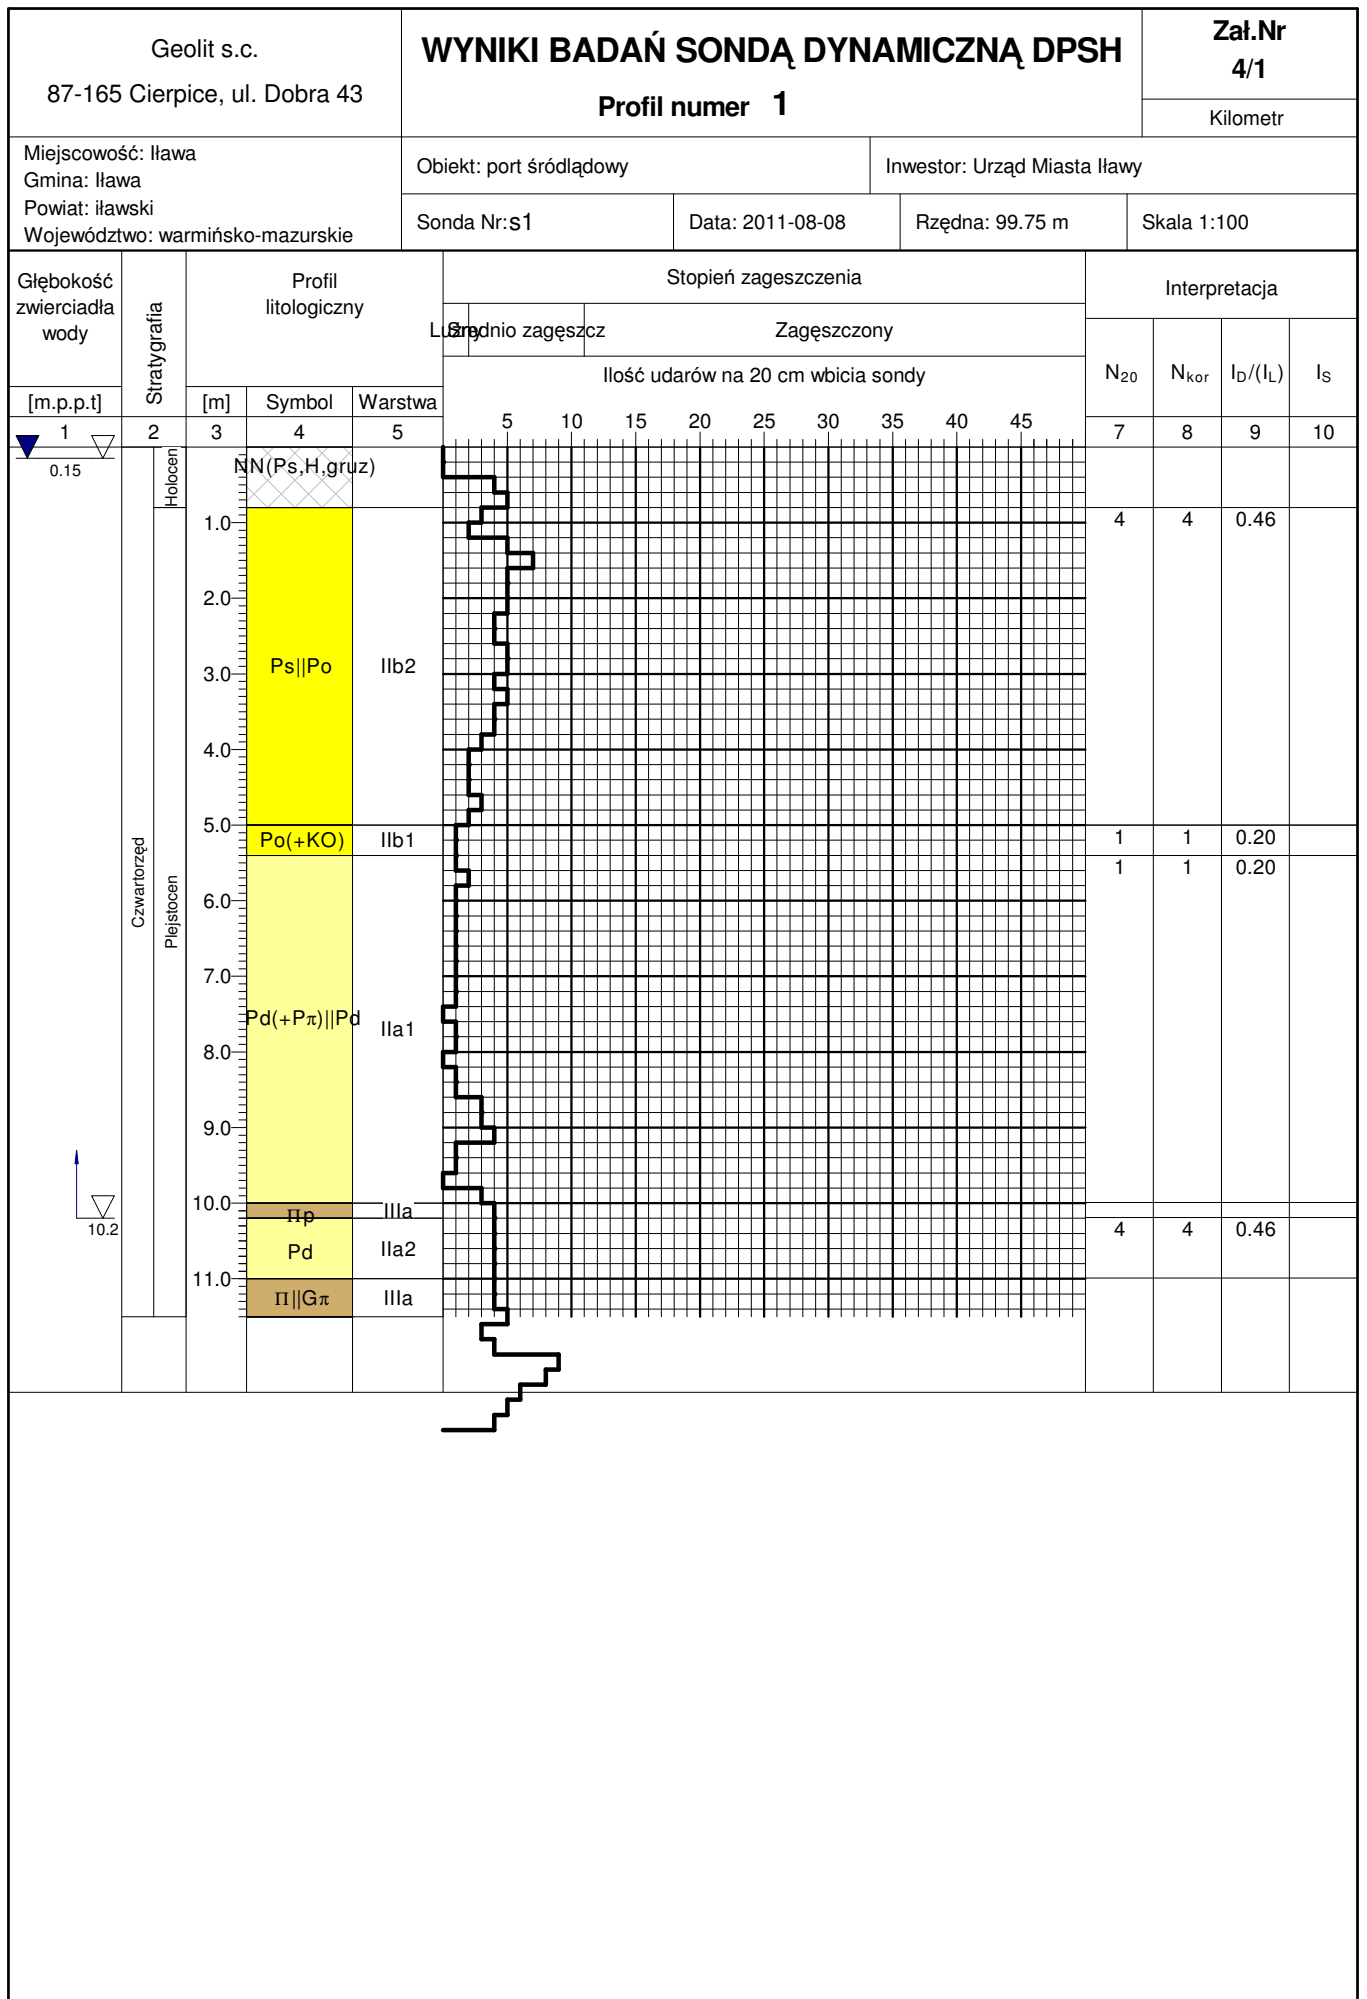 Geolit s.c.
87-165 Cierpice, ul. Dobra 43
WYNIKI BADAŃ SONDĄ DYNAMICZNĄ DPSH
Profil numer 1
Zał.Nr
4/1
Kilometr
Miejscowość: Iława
Gmina: Iława
Powiat: iławski
Województwo: warmińsko-mazurskie
Obiekt: port śródlądowy
Inwestor: Urząd Miasta Iławy
Sonda Nr:s1
Data: 2011-08-08
Rzędna: 99.75 m
Skala 1:100
Głębokość
zwierciadła
wody
[m.p.p.t]
Stratygrafia
Profil
litologiczny
[m] Symbol Warstwa
Stopień zageszczenia
Luźny Średnio zagęszcz Zagęszczony
Ilość udarów na 20 cm wbicia sondy
5 10 15 20 25 30 35 40 45
Interpretacja
N20 Nkor ID/(IL) IS
1 2 3 4 5 7 8 9 10
0.15
Holocen
NN(Ps,H,gruz)
1.0
4 4 0.46
2.0
3.0
Ps||Po IIb2
4.0
5.0
Po(+KO) IIb1
1 1 0.20
1 1 0.20
Czwartorzęd
Plejstocen
6.0
7.0
Pd(+Pπ)||Pd IIa1
8.0
9.0
10.0
Πp IIIa
10.2
4 4 0.46
Pd IIa2
11.0
Π||Gπ IIIa